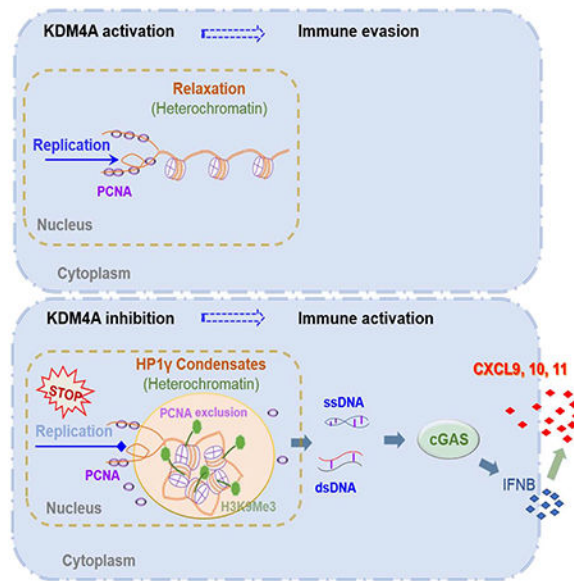 KDM4A activation
Immune evasion
Relaxation
(Heterochromatin)
Replication
PCNA
Nucleus
Cytoplasm
KDM4A inhibition
Immune activation
HP1γ Condensates
(Heterochromatin)
CXCL9, 10, 11
STOP
PCNA exclusion
ssDNA
Replication
cGAS
PCNA
dsDNA
IFNB
H3K9Me3
Nucleus
Cytoplasm